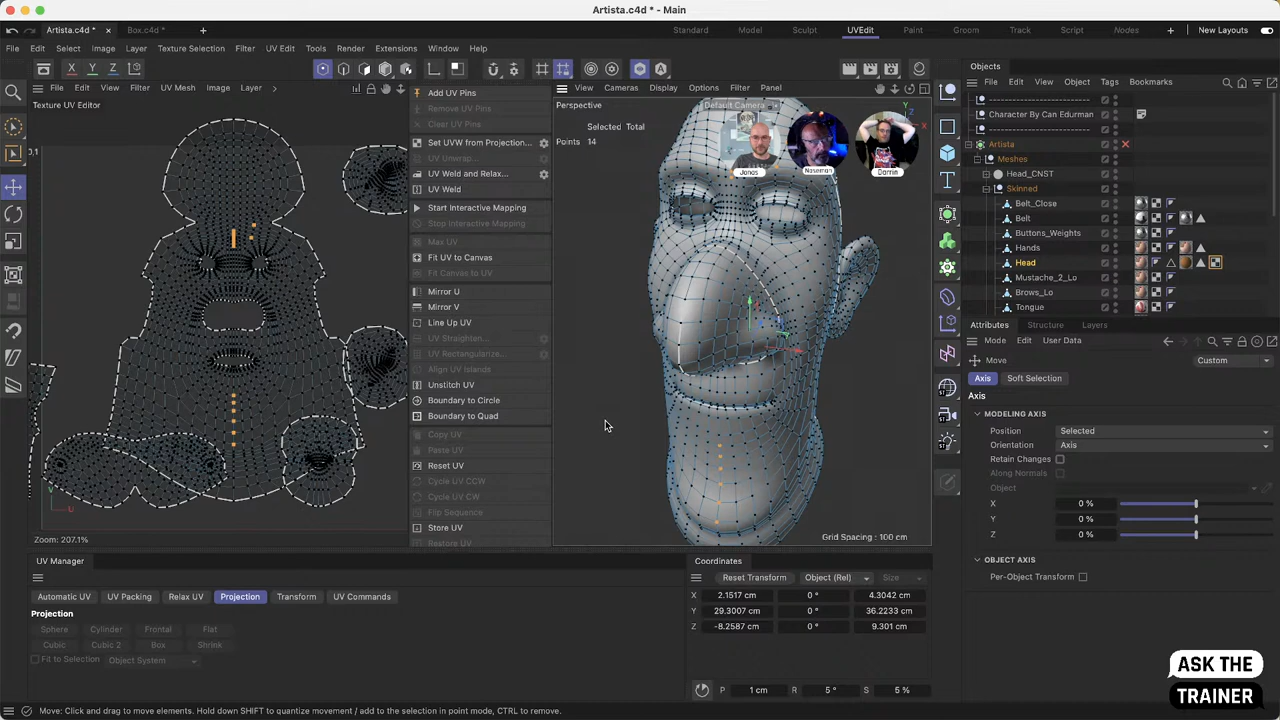 Artista.c4d * - Main
Artista.c4d *
Box.c4d *
Standard
Model
Sculpt
UVEdit
Paint
Groom
Track
Script
Nodes
New Layouts
File Edit Select Image Layer Texture Selection Filter UV Edit Tools Render Extensions Window Help
X Y Z
File Edit View Filter UV Mesh Image Layer
Texture UV Editor
0,1
Zoom: 207.1%
Add UV Pins
Remove UV Pins
Clear UV Pin
Set UVW from Projection...
UV Unwrap...
UV Weld and Relax...
UV Weld
Start Interactive Mapping
Stop Interactive Mapping
Max UV
Fit UV to Canvas
Fit Canvas to UV
Mirror U
Mirror V
Line Up UV
UV Straighten...
UV Rectangularize...
Align UV Islands
Unstitch UV
Boundary to Circle
Boundary to Quad
Copy UV
Paste UV
Reset UV
Cycle UV CCW
Cycle UV CW
Flip Sequence
Store UV
Restore UV
View Cameras Display Options Filter Panel
Perspective
Default Camera
Selected Total
Points 14
Jonas
Noseman
Darrin
Grid Spacing : 100 cm
Objects
File Edit View Object Tags Bookmarks
Character By Can Edurman
Artista
Meshes
Head_CNST
Skinned
Belt_Close
Belt
Buttons_Weights
Hands
Head
Mustache_2_Lo
Brows_Lo
Tongue
Attributes Structure Layers
Mode Edit User Data
Move
Custom
Axis Soft Selection
Axis
MODELING AXIS
Position Selected
Orientation Axis
Retain Changes
Along Normals
Object
X 0 %
Y 0 %
Z 0 %
OBJECT AXIS
Per-Object Transform
UV Manager
Automatic UV UV Packing Relax UV Projection Transform UV Commands
Projection
Sphere Cylinder Frontal Flat
Cubic Cubic 2 Box Shrink
Fit to Selection Object System
Coordinates
Reset Transform Object (Rel) Size
X 2.1517 cm 0 ° 4.3042 cm
Y 29.3007 cm 0 ° 36.2233 cm
Z -8.2587 cm 0 ° 9.301 cm
P 1 cm R 5 ° S 5 %
ASK THE
TRAINER
Move: Click and drag to move elements. Hold down SHIFT to quantize movement / add to the selection in point mode, CTRL to remove.